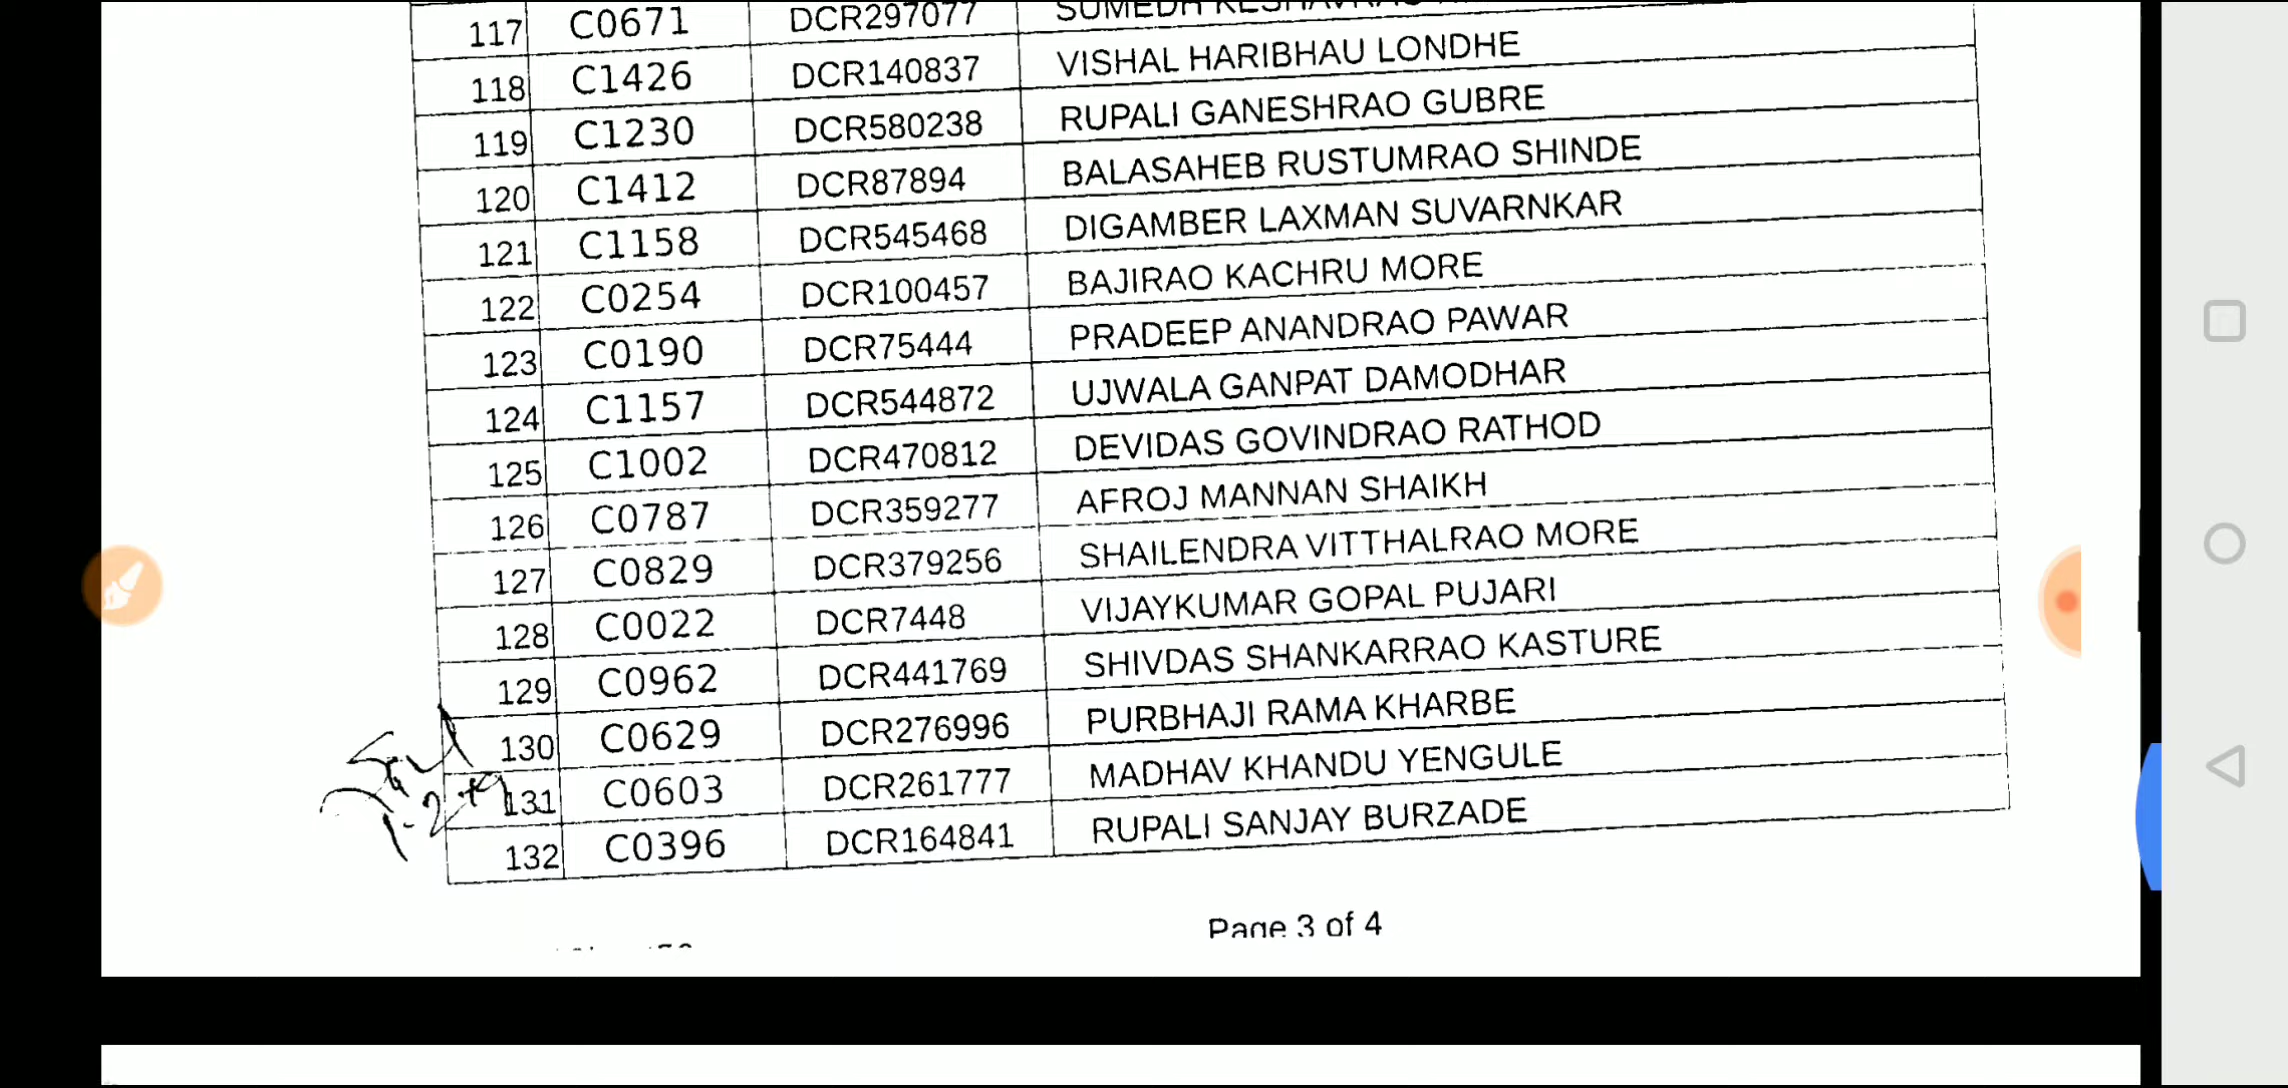 117 C0671 DCR297077 SUMEDH KESHAVRAO
118 C1426 DCR140837 VISHAL HARIBHAU LONDHE
119 C1230 DCR580238 RUPALI GANESHRAO GUBRE
120 C1412 DCR87894 BALASAHEB RUSTUMRAO SHINDE
121 C1158 DCR545468 DIGAMBER LAXMAN SUVARNKAR
122 C0254 DCR100457 BAJIRAO KACHRU MORE
123 C0190 DCR75444 PRADEEP ANANDRAO PAWAR
124 C1157 DCR544872 UJWALA GANPAT DAMODHAR
125 C1002 DCR470812 DEVIDAS GOVINDRAO RATHOD
126 C0787 DCR359277 AFROJ MANNAN SHAIKH
127 C0829 DCR379256 SHAILENDRA VITTHALRAO MORE
128 C0022 DCR7448 VIJAYKUMAR GOPAL PUJARI
129 C0962 DCR441769 SHIVDAS SHANKARRAO KASTURE
130 C0629 DCR276996 PURBHAJI RAMA KHARBE
131 C0603 DCR261777 MADHAV KHANDU YENGULE
132 C0396 DCR164841 RUPALI SANJAY BURZADE
Page 3 of 4